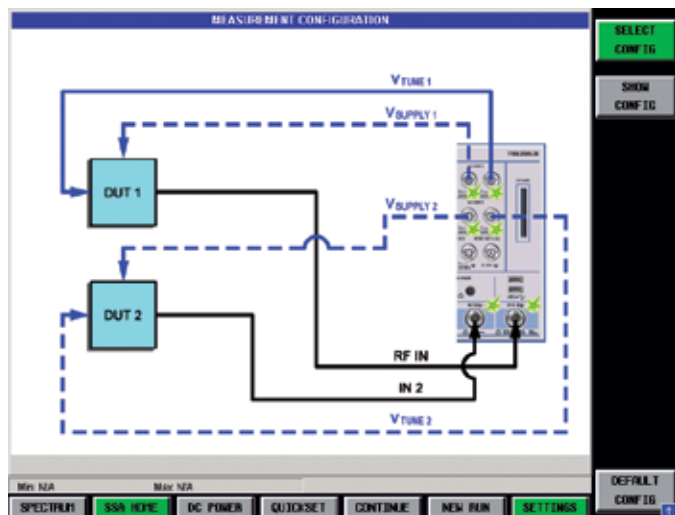 MEASUREMENT CONFIGURATION
SELECT
CONFIG
SHOW
CONFIG
VTUNE 1
VSUPPLY 1
DUT 1
VSUPPLY 2
DUT 2
RF IN
IN 2
VTUNE 2
Min: N/A Max: N/A
DEFAULT
CONFIG
SPECTRUM SSA HOME DC POWER QUICKSET CONTINUE NEW RUN SETTINGS